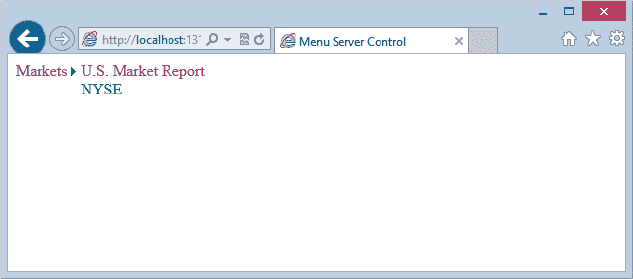 http://localhost:13
Menu Server Control
Markets U.S. Market Report
NYSE